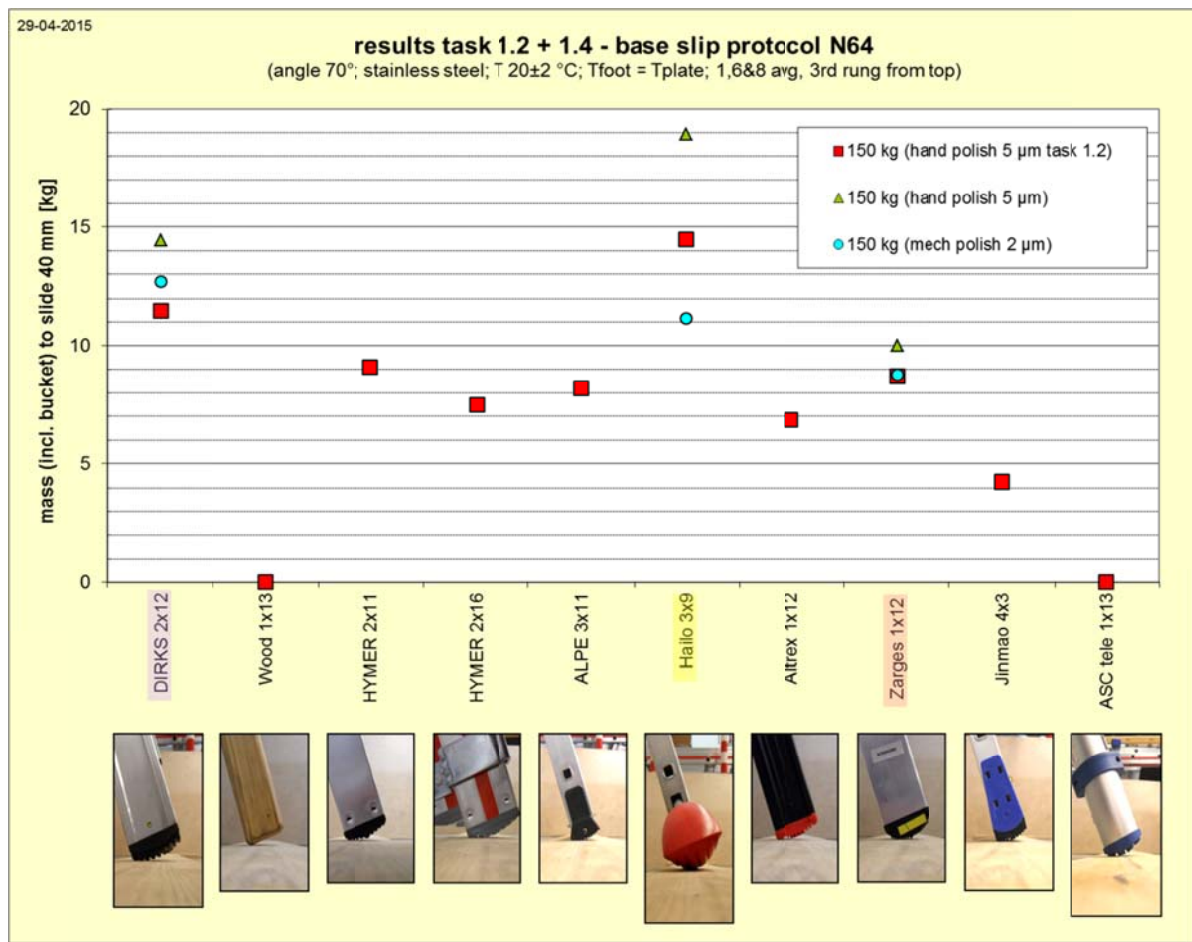 29-04-2015
results task 1.2 + 1.4 - base slip protocol N64
(angle 70°; stainless steel; T 20±2 °C; Tfoot = Tplate; 1,6&8 avg, 3rd rung from top)
mass (incl. bucket) to slide 40 mm [kg]
20
15
10
5
0
150 kg (hand polish 5 µm task 1.2)
150 kg (hand polish 5 µm)
150 kg (mech polish 2 µm)
DIRKS 2x12
Wood 1x13
HYMER 2x11
HYMER 2x16
ALPE 3x11
Hailo 3x9
Altrex 1x12
Zarges 1x12
Jinmao 4x3
ASC tele 1x13